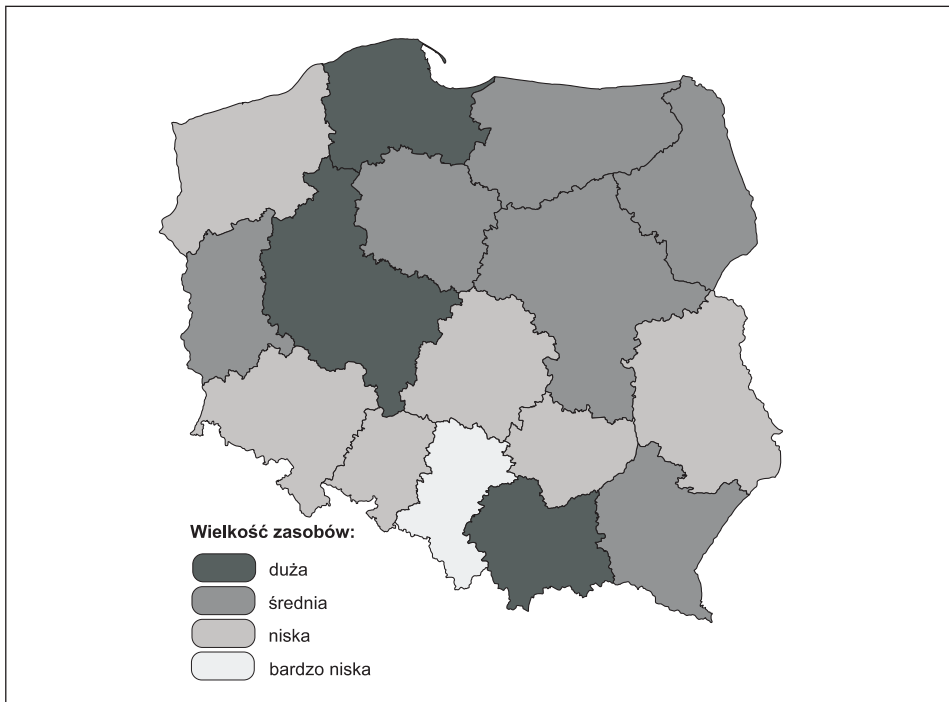 Wielkość zasobów:
duża
średnia
niska
bardzo niska